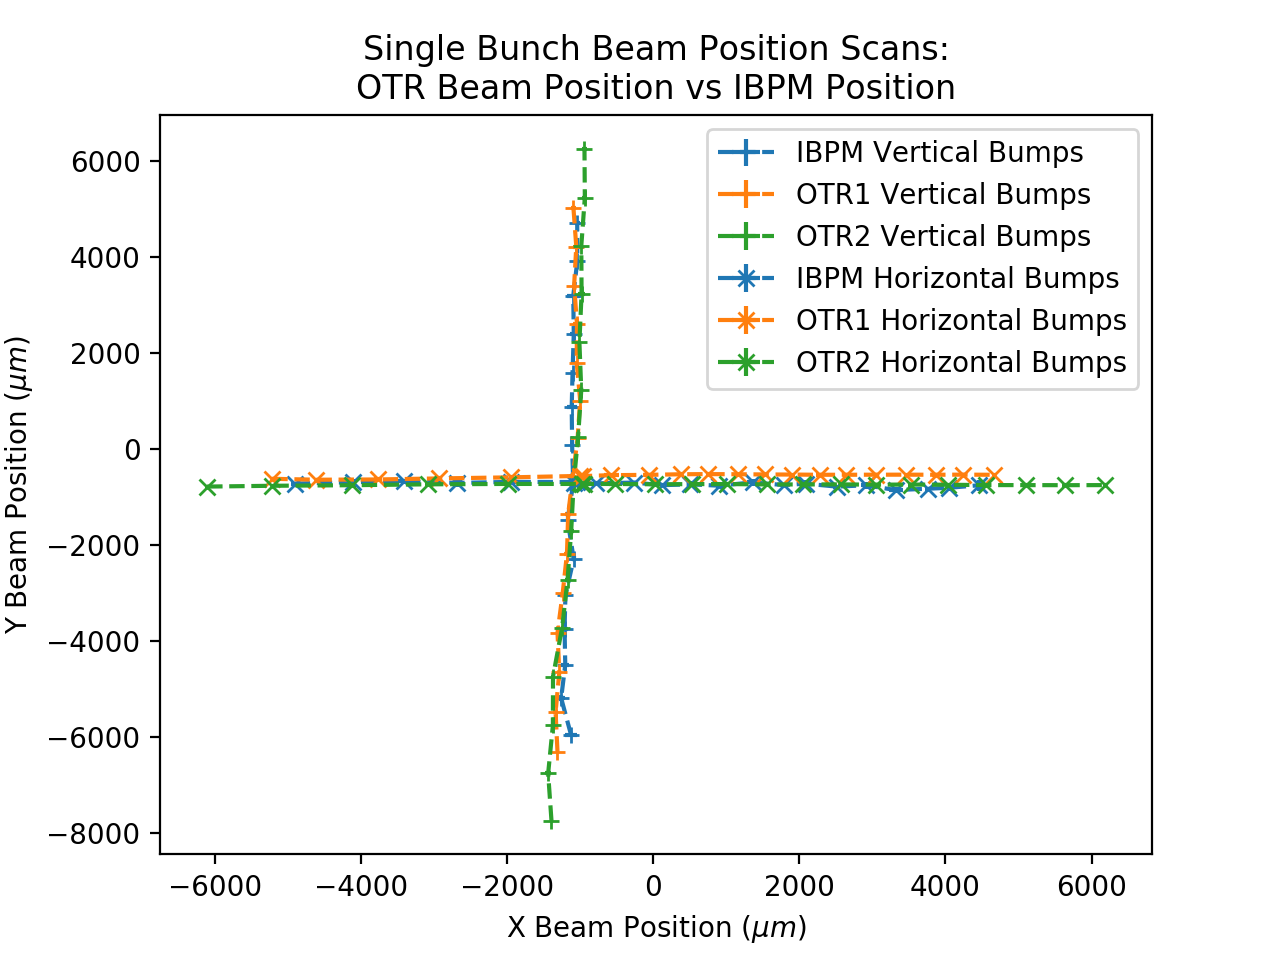 Single Bunch Beam Position Scans:
OTR Beam Position vs IBPM Position
IBPM Vertical Bumps
OTR1 Vertical Bumps
OTR2 Vertical Bumps
IBPM Horizontal Bumps
OTR1 Horizontal Bumps
OTR2 Horizontal Bumps
Y Beam Position (μm)
6000
4000
2000
0
−2000
−4000
−6000
−8000
−6000 −4000 −2000 0 2000 4000 6000
X Beam Position (μm)